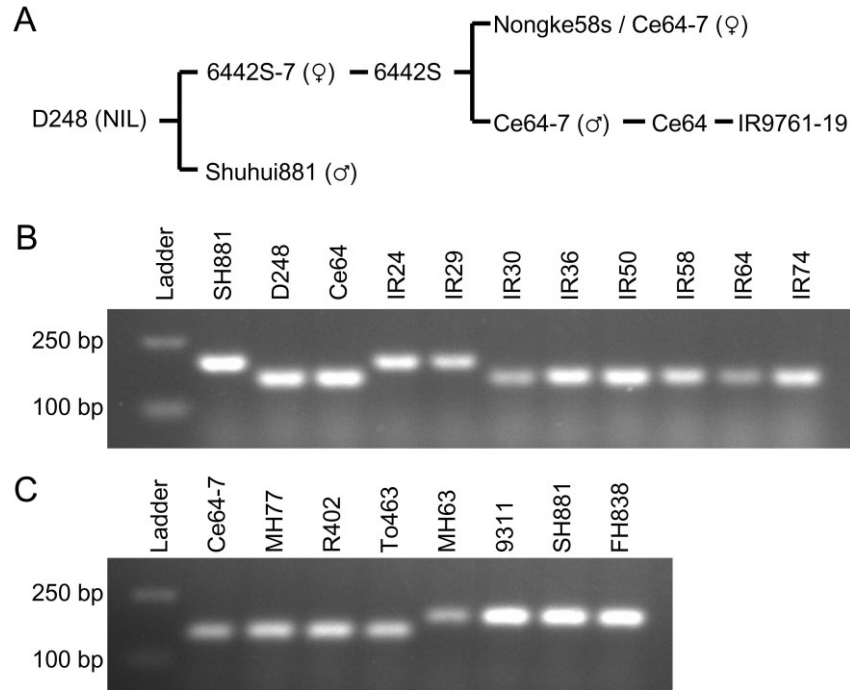 A
Nongke58s / Ce64-7 (♀)
6442S-7 (♀) 6442S
D248 (NIL)
Ce64-7 (♂) Ce64 IR9761-19
Shuhui881 (♂)
B
Ladder SH881 D248 Ce64 IR24 IR29 IR30 IR36 IR50 IR58 IR64 IR74
250 bp
100 bp
C
Ladder Ce64-7 MH77 R402 To463 MH63 9311 SH881 FH838
250 bp
100 bp